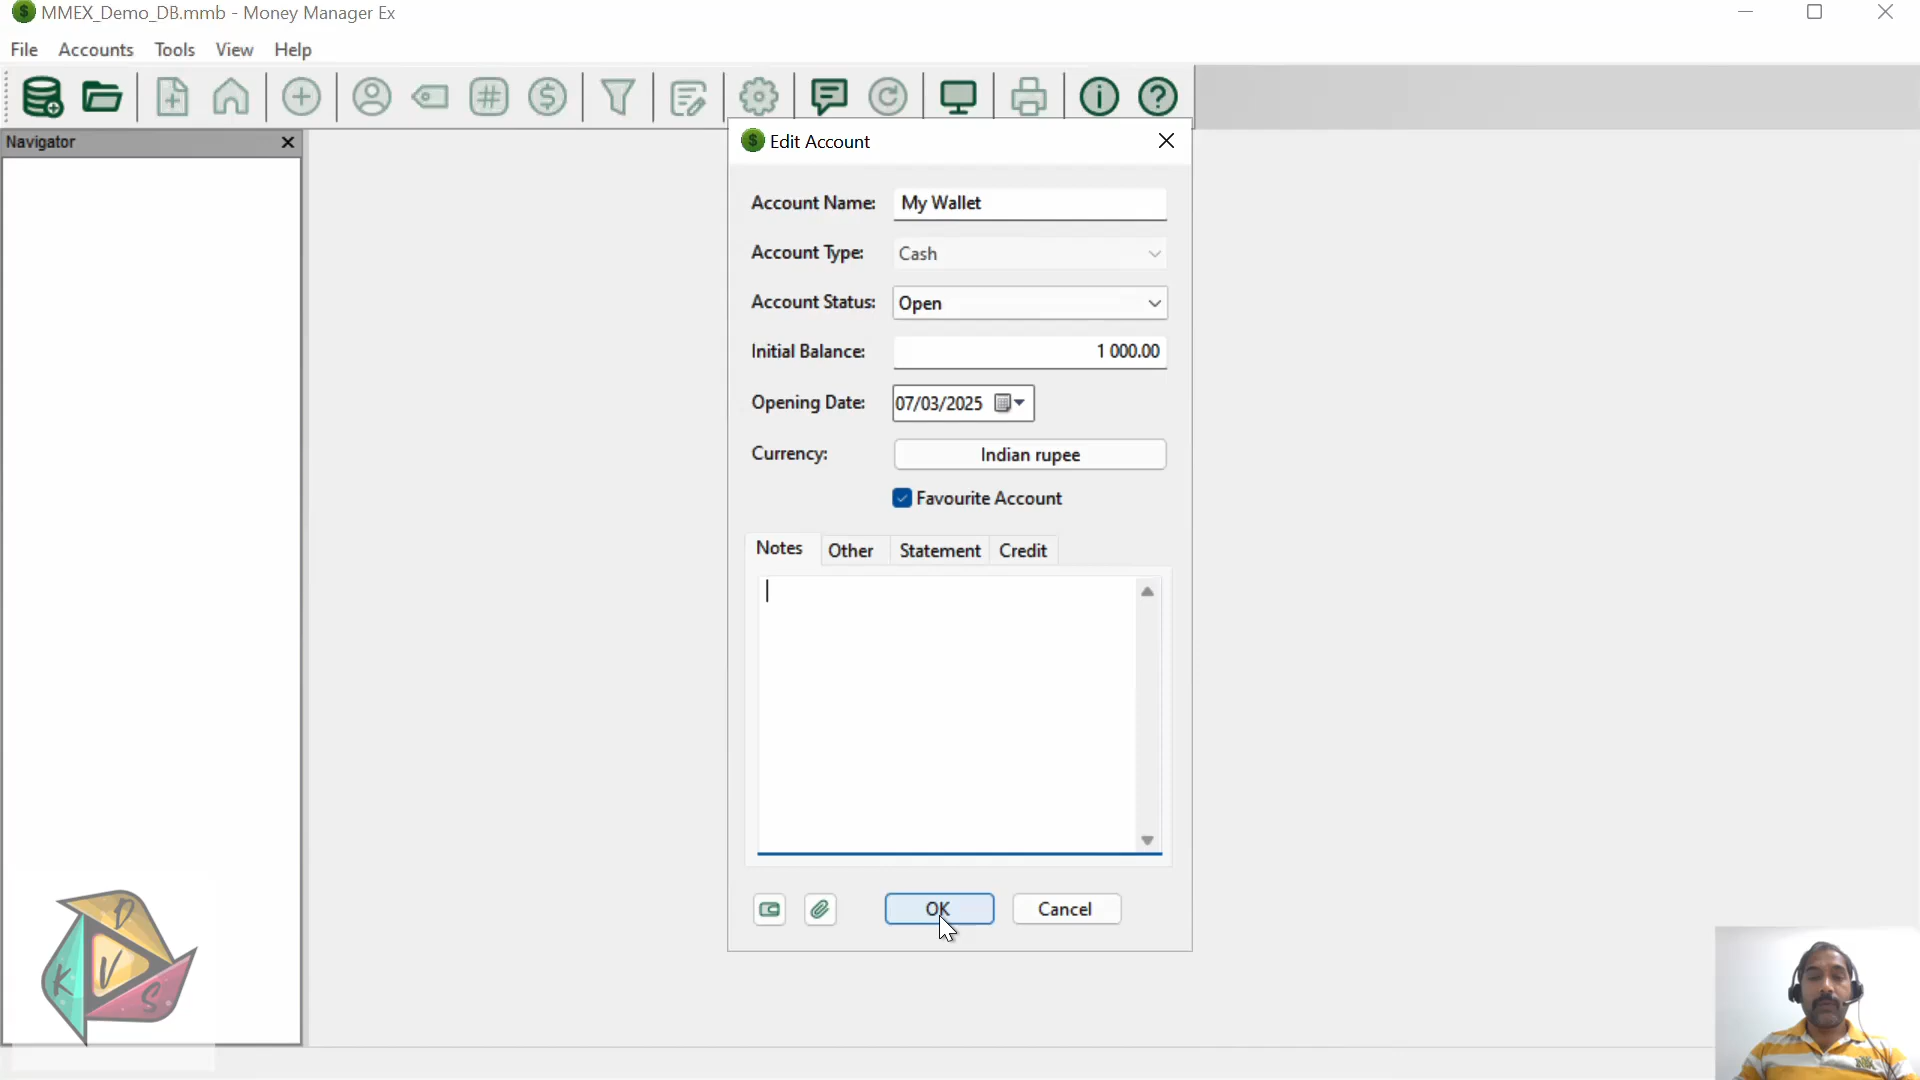 MMEX_Demo_DB.mmb - Money Manager Ex
File Accounts Tools View Help
Navigator
Edit Account
Account Name: My Wallet
Account Type: Cash
Account Status: Open
Initial Balance: 1 000.00
Opening Date: 07/03/2025
Currency: Indian rupee
Favourite Account
Notes Other Statement Credit
OK Cancel
D
K V S